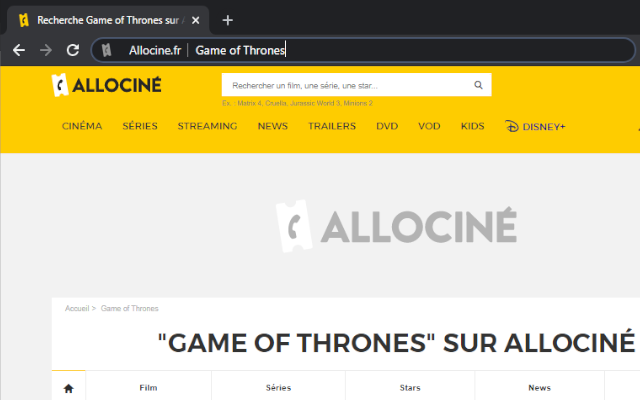 Recherche Game of Thrones sur A
Allocine.fr | Game of Thrones
ALLOCINÉ
Rechercher un film, une série, une star...
Ex. : Matrix 4, Cruella, Jurassic World 3, Minions 2
CINÉMA SÉRIES STREAMING NEWS TRAILERS DVD VOD KIDS DISNEY+
ALLOCINÉ
Accueil > Game of Thrones
"GAME OF THRONES" SUR ALLOCINÉ
Film Séries Stars News